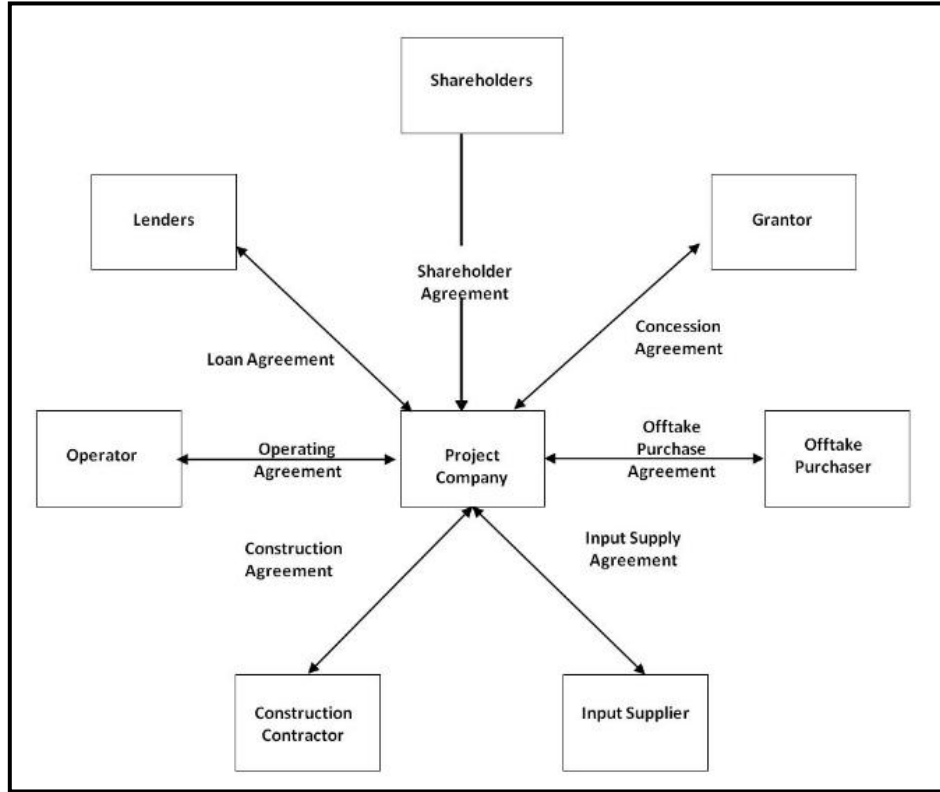 Shareholders
Lenders
Grantor
Shareholder
Agreement
Concession
Agreement
Loan Agreement
Operator
Operating
Agreement
Project
Company
Offtake
Purchase
Agreement
Offtake
Purchaser
Construction
Agreement
Input Supply
Agreement
Construction
Contractor
Input Supplier